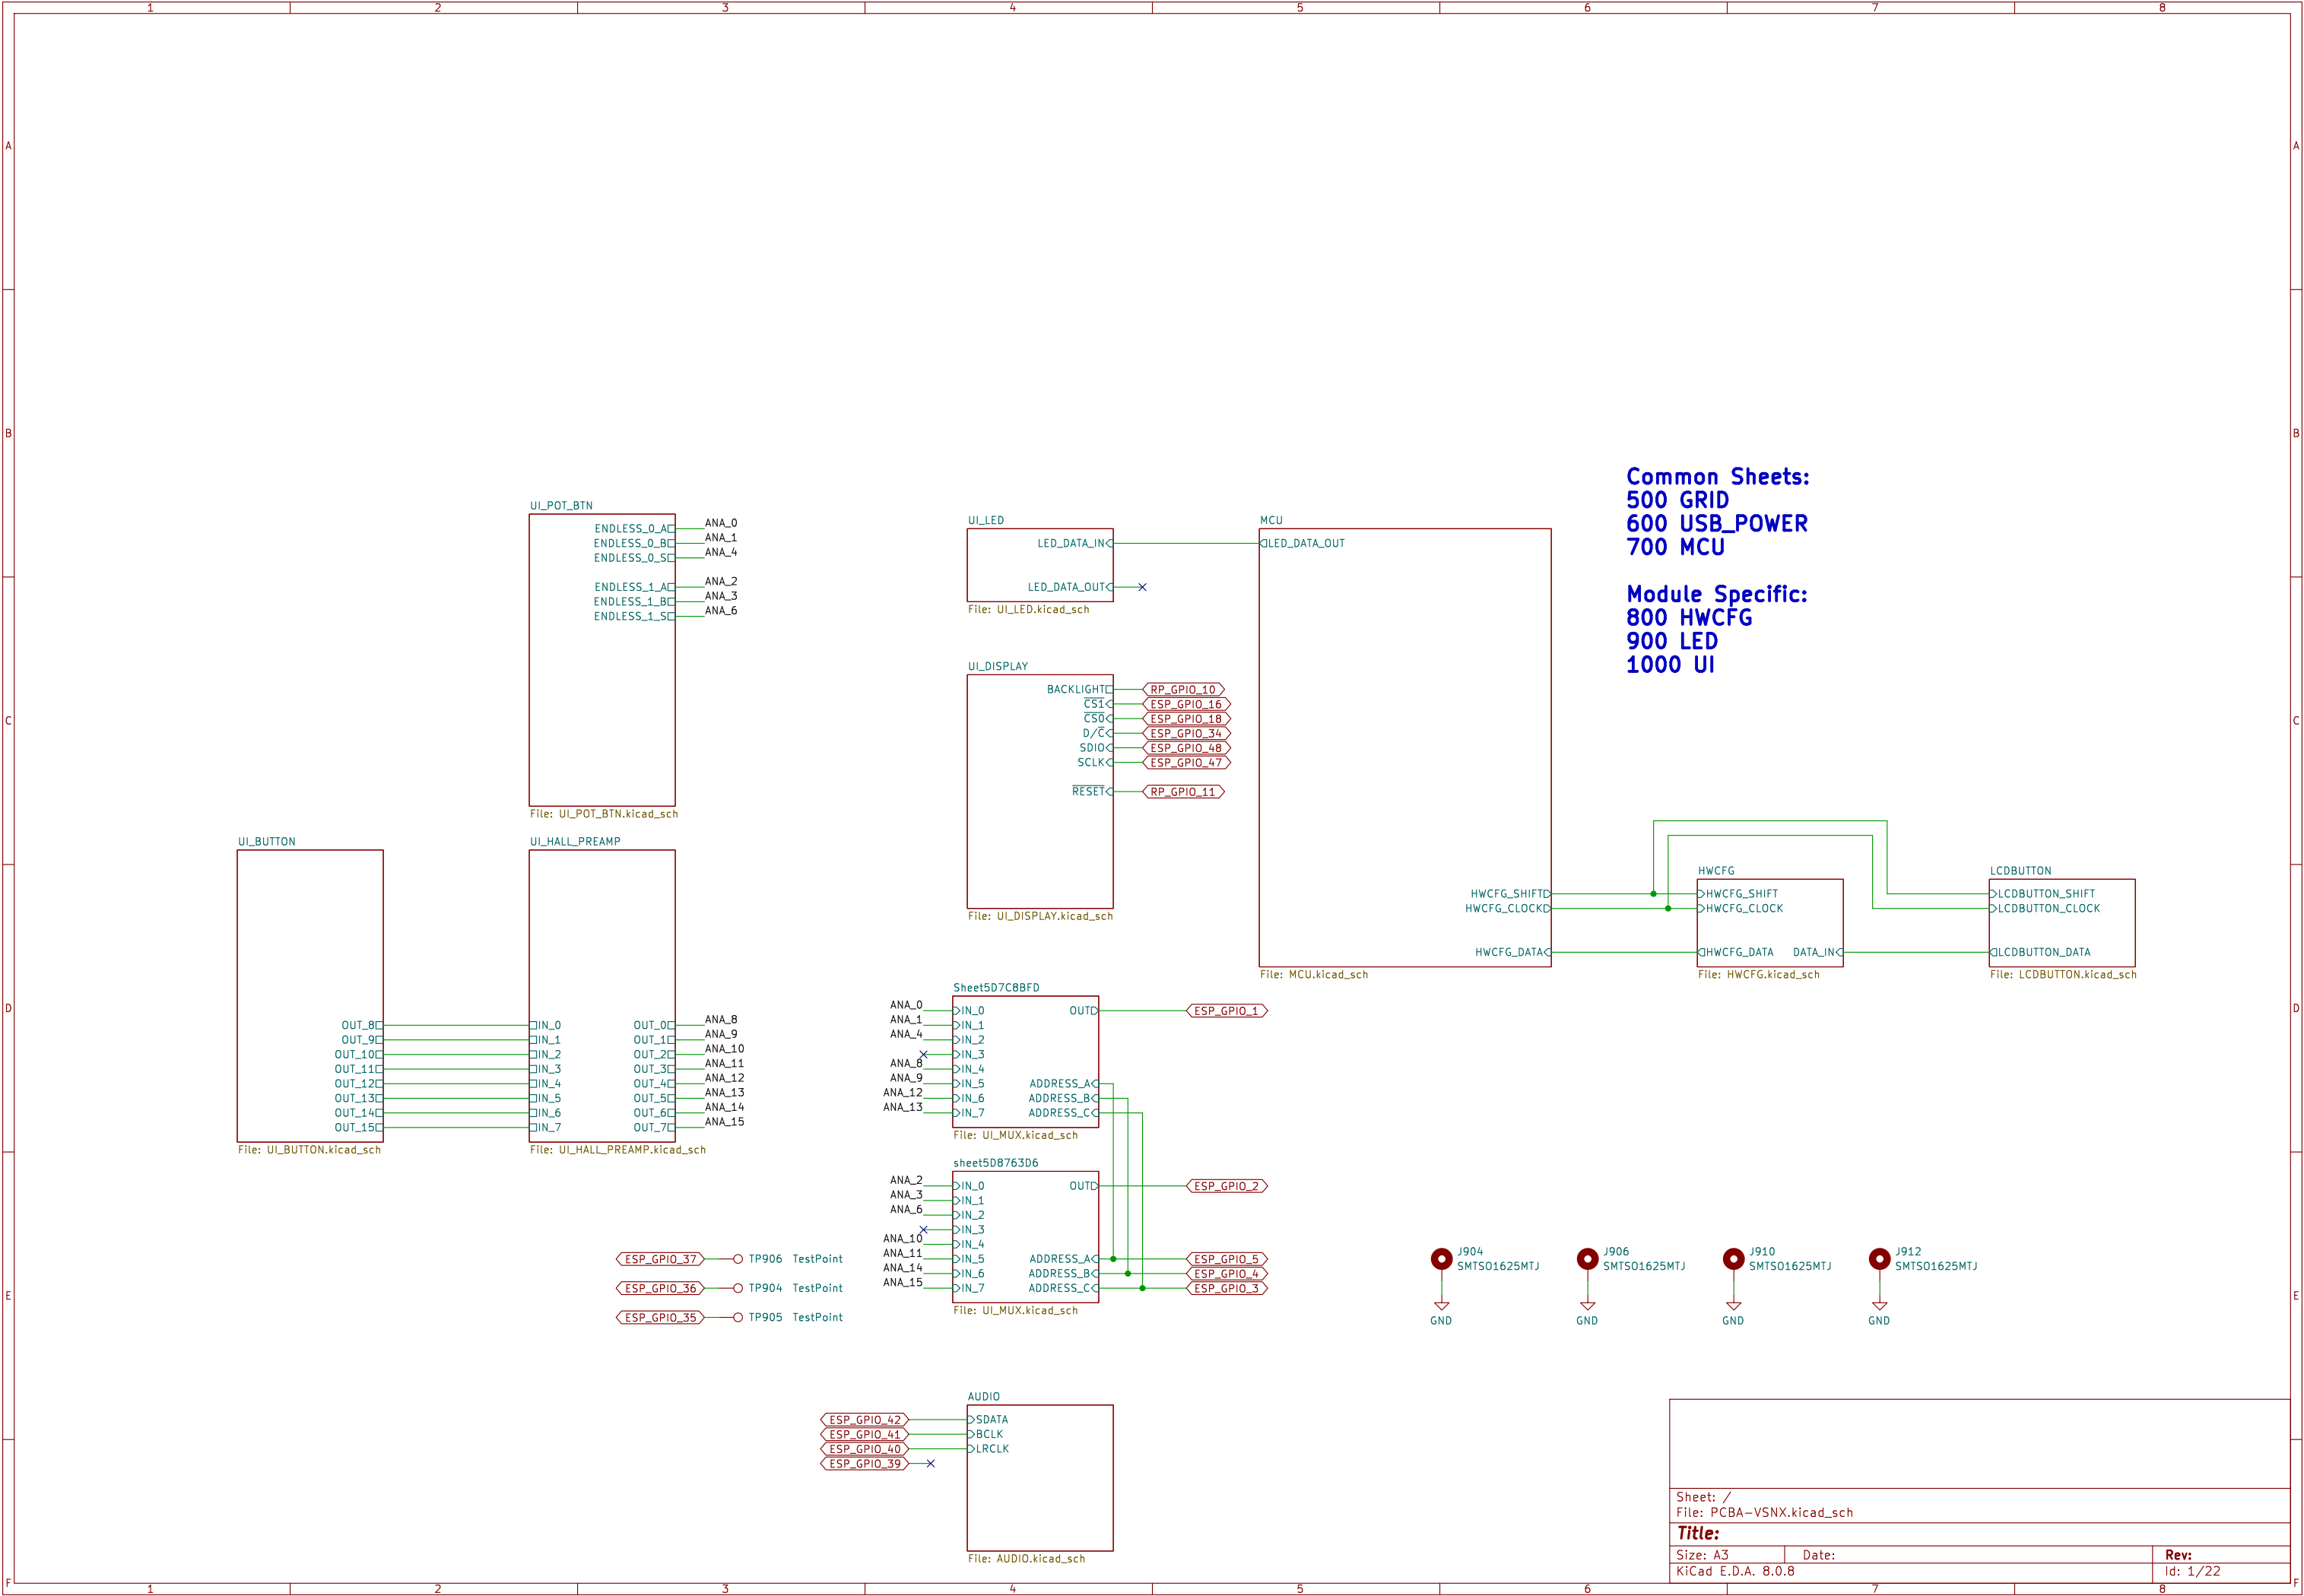 1 2 3 4 5 6 7 8
A A
B B
C C
D D
E E
F F
Common Sheets:
500 GRID
600 USB_POWER
700 MCU
Module Specific:
800 HWCFG
900 LED
1000 UI
UI_POT_BTN
ENDLESS_0_A ANA_0
ENDLESS_0_B ANA_1
ENDLESS_0_S ANA_4
ENDLESS_1_A ANA_2
ENDLESS_1_B ANA_3
ENDLESS_1_S ANA_6
File: UI_POT_BTN.kicad_sch
UI_LED
LED_DATA_IN
LED_DATA_OUT
File: UI_LED.kicad_sch
MCU
LED_DATA_OUT
HWCFG_SHIFT
HWCFG_CLOCK
HWCFG_DATA
File: MCU.kicad_sch
UI_DISPLAY
BACKLIGHT RP_GPIO_10
CS1 ESP_GPIO_16
CS0 ESP_GPIO_18
D/C ESP_GPIO_34
SDIO ESP_GPIO_48
SCLK ESP_GPIO_47
RESET RP_GPIO_11
File: UI_DISPLAY.kicad_sch
HWCFG
HWCFG_SHIFT
HWCFG_CLOCK
HWCFG_DATA DATA_IN
File: HWCFG.kicad_sch
LCDBUTTON
LCDBUTTON_SHIFT
LCDBUTTON_CLOCK
LCDBUTTON_DATA
File: LCDBUTTON.kicad_sch
UI_BUTTON
OUT_8
OUT_9
OUT_10
OUT_11
OUT_12
OUT_13
OUT_14
OUT_15
File: UI_BUTTON.kicad_sch
UI_HALL_PREAMP
IN_0 OUT_0 ANA_8
IN_1 OUT_1 ANA_9
IN_2 OUT_2 ANA_10
IN_3 OUT_3 ANA_11
IN_4 OUT_4 ANA_12
IN_5 OUT_5 ANA_13
IN_6 OUT_6 ANA_14
IN_7 OUT_7 ANA_15
File: UI_HALL_PREAMP.kicad_sch
Sheet5D7C8BFD
ANA_0 IN_0 OUT ESP_GPIO_1
ANA_1 IN_1
ANA_4 IN_2
IN_3
ANA_8 IN_4
ANA_9 IN_5 ADDRESS_A
ANA_12 IN_6 ADDRESS_B
ANA_13 IN_7 ADDRESS_C
File: UI_MUX.kicad_sch
sheet5D8763D6
ANA_2 IN_0 OUT ESP_GPIO_2
ANA_3 IN_1
ANA_6 IN_2
IN_3
ANA_10 IN_4
ANA_11 IN_5 ADDRESS_A ESP_GPIO_5
ANA_14 IN_6 ADDRESS_B ESP_GPIO_4
ANA_15 IN_7 ADDRESS_C ESP_GPIO_3
File: UI_MUX.kicad_sch
ESP_GPIO_37 TP906 TestPoint
ESP_GPIO_36 TP904 TestPoint
ESP_GPIO_35 TP905 TestPoint
J904 J906 J910 J912
SMTSO1625MTJ SMTSO1625MTJ SMTSO1625MTJ SMTSO1625MTJ
GND GND GND GND
AUDIO
ESP_GPIO_42 SDATA
ESP_GPIO_41 BCLK
ESP_GPIO_40 LRCLK
ESP_GPIO_39
File: AUDIO.kicad_sch
Sheet: /
File: PCBA-VSNX.kicad_sch
Title:
Size: A3 Date: Rev:
KiCad E.D.A. 8.0.8 Id: 1/22
1 2 3 4 5 6 7 8